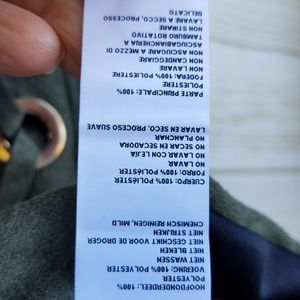 HOOFDONDERDEEL: 100%
POLYESTER
VOERING: 100% POLYESTER
NIET WASSEN
NIET BLEKEN
NIET GESCHIKT VOOR DE DROGER
NIET STRIJKEN
CHEMISCH REINIGEN, MILD
CUERPO: 100% POLIéSTER
FORRO: 100% POLIéSTER
NO LAVAR
NO LAVAR CON LEJíA
NO SECAR EN SECADORA
NO PLANCHAR
LAVAR EN SECO, PROCESO SUAVE
PARTE PRINCIPALE: 100%
POLIESTERE
FODERA: 100% POLIESTERE
NON LAVARE
NON CANDEGGIARE
NON ASCIUGARE A MEZZO DI
ASCIUGABIANCHERIA A
TAMBURO ROTATIVO
NON STIRARE
LAVARE A SECCO, PROCESSO
DELICATO